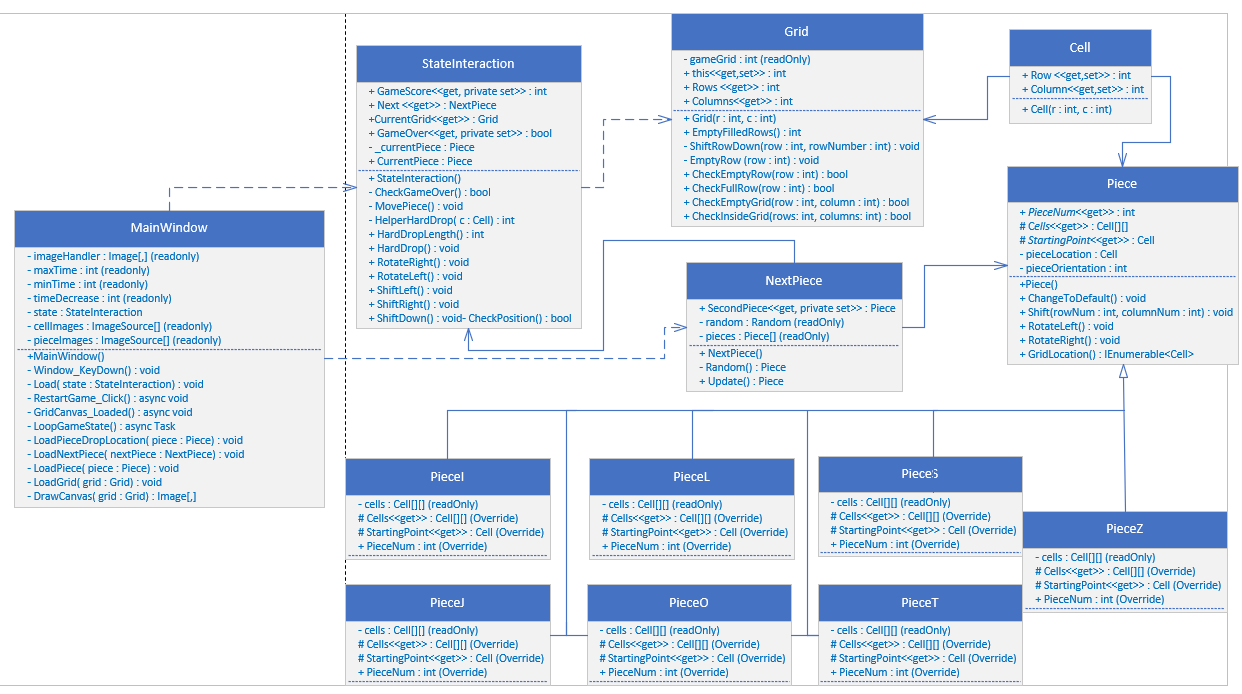 StateInteraction
+ GameScore<<get, private set>> : int
+ Next <<get>> : NextPiece
+CurrentGrid<<get>> : Grid
+ GameOver<<get, private set>> : bool
- _currentPiece : Piece
+ CurrentPiece : Piece
+ StateInteraction()
- CheckGameOver() : bool
- MovePiece() : void
- HelperHardDrop( c : Cell) : int
+ HardDropLength() : int
+ HardDrop() : void
+ RotateRight() : void
+ RotateLeft() : void
+ ShiftLeft() : void
+ ShiftRight() : void
+ ShiftDown() : void- CheckPosition() : bool
Grid
- gameGrid : int (readOnly)
+ this<<get,set>> : int
+ Rows <<get>> : int
+ Columns<<get>> : int
+ Grid(r : int, c : int)
+ EmptyFilledRows() : int
- ShiftRowDown(row : int, rowNumber : int) : void
- EmptyRow (row : int) : void
+ CheckEmptyRow(row : int) : bool
+ CheckFullRow(row : int) : bool
+ CheckEmptyGrid(row : int, column : int) : bool
+ CheckInsideGrid(rows: int, columns: int) : bool
Cell
+ Row <<get,set>> : int
+ Column<<get,set>> : int
+ Cell(r : int, c : int)
Piece
+ PieceNum<<get>> : int
# Cells<<get>> : Cell[][]
# StartingPoint<<get>> : Cell
- pieceLocation : Cell
- pieceOrientation : int
+Piece()
+ ChangeToDefault() : void
+ Shift(rowNum : int, columnNum : int) : void
+ RotateLeft() : void
+ RotateRight() : void
+ GridLocation() : IEnumerable<Cell>
MainWindow
- imageHandler : Image[,] (readonly)
- maxTime : int (readonly)
- minTime : int (readonly)
- timeDecrease : int (readonly)
- state : StateInteraction
- cellImages : ImageSource[] (readonly)
- pieceImages : ImageSource[] (readonly)
+MainWindow()
- Window_KeyDown() : void
- Load( state : StateInteraction) : void
- RestartGame_Click() : async void
- GridCanvas_Loaded() : async void
- LoopGameState() : async Task
- LoadPieceDropLocation( piece : Piece) : void
- LoadNextPiece( nextPiece : NextPiece) : void
- LoadPiece( piece : Piece) : void
- LoadGrid( grid : Grid) : void
- DrawCanvas( grid : Grid) : Image[,]
NextPiece
+ SecondPiece<<get, private set>> : Piece
- random : Random (readOnly)
- pieces : Piece[] (readOnly)
+ NextPiece()
- Random() : Piece
+ Update() : Piece
PieceI
- cells : Cell[][] (readOnly)
# Cells<<get>> : Cell[][] (Override)
# StartingPoint<<get>> : Cell (Override)
+ PieceNum : int (Override)
PieceL
- cells : Cell[][] (readOnly)
# Cells<<get>> : Cell[][] (Override)
# StartingPoint<<get>> : Cell (Override)
+ PieceNum : int (Override)
PieceS
- cells : Cell[][] (readOnly)
# Cells<<get>> : Cell[][] (Override)
# StartingPoint<<get>> : Cell (Override)
+ PieceNum : int (Override)
PieceZ
- cells : Cell[][] (readOnly)
# Cells<<get>> : Cell[][] (Override)
# StartingPoint<<get>> : Cell (Override)
+ PieceNum : int (Override)
PieceJ
- cells : Cell[][] (readOnly)
# Cells<<get>> : Cell[][] (Override)
# StartingPoint<<get>> : Cell (Override)
+ PieceNum : int (Override)
PieceO
- cells : Cell[][] (readOnly)
# Cells<<get>> : Cell[][] (Override)
# StartingPoint<<get>> : Cell (Override)
+ PieceNum : int (Override)
PieceT
- cells : Cell[][] (readOnly)
# Cells<<get>> : Cell[][] (Override)
# StartingPoint<<get>> : Cell (Override)
+ PieceNum : int (Override)